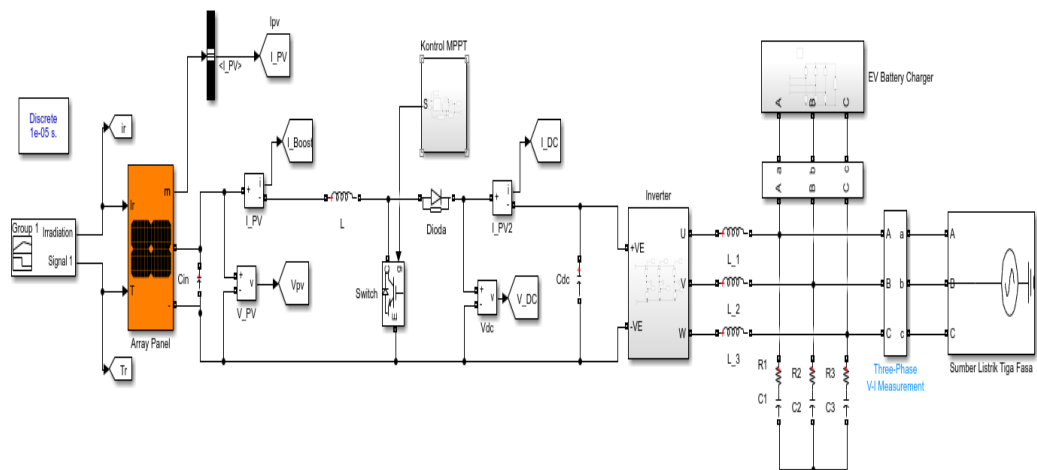 Ipv
I_PV
<I_PV>
Kontrol MPPT
S
EV Battery Charger
A
B
C
Discrete
1e-05 s.
ir
I_Boost
I_DC
A a
B b
C c
m
Ir
T
+
i
-
I_PV
L
Dioda
+
i
-
I_PV2
Inverter
Group 1
Irradiation
Signal 1
Cin
+
v
-
V_PV
Vpv
Switch
g
C
E
+
v
-
Vdc
V_DC
Cdc
+VE
-VE
U
V
W
L_1
L_2
L_3
A
B
C
a
b
c
A
C
Array Panel
Tr
R1
R2
R3
C1
C2
C3
Three-Phase
V-I Measurement
Sumber Listrik Tiga Fasa